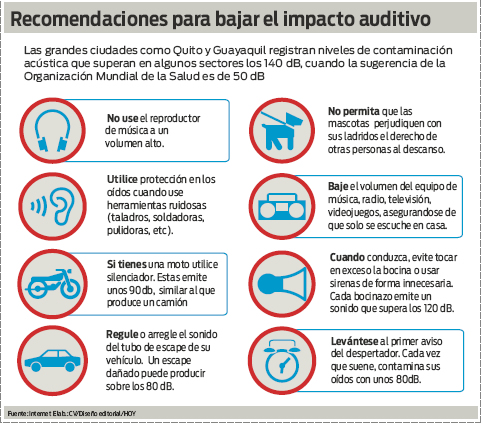 Recomendaciones para bajar el impacto auditivo
Las grandes ciudades como Quito y Guayaquil registran niveles de contaminación
acústica que superan en algunos sectores los 140 dB, cuando la sugerencia de la
Organización Mundial de la Salud es de 50 dB
No use el reproductor
de música a un
volumen alto.
No permita que las
mascotas perjudiquen con
sus ladridos el derecho de
otras personas al descanso.
Utilice protección en los
oídos cuando use
herramientas ruidosas
(taladros, soldadoras,
pulidoras, etc).
Baje el volumen del equipo de
música, radio, televisión,
videojuegos, asegurandose de
que solo se escuche en casa.
Si tienes una moto utilice
silenciador. Estas emite
unos 90db, similar al que
produce un camión
Cuando conduzca, evite tocar
en exceso la bocina o usar
sirenas de forma innecesaria.
Cada bocinazo emite un
sonido que supera los 120 dB.
Regule o arregle el sonido
del tubo de escape de su
vehículo. Un escape
dañado puede producir
sobre los 80 dB.
Levántese al primer aviso
del despertador. Cada vez
que suene, contamina sus
oídos con unos 80dB.
Fuente: Internet Elab.: CV/Diseño editorial/HOY